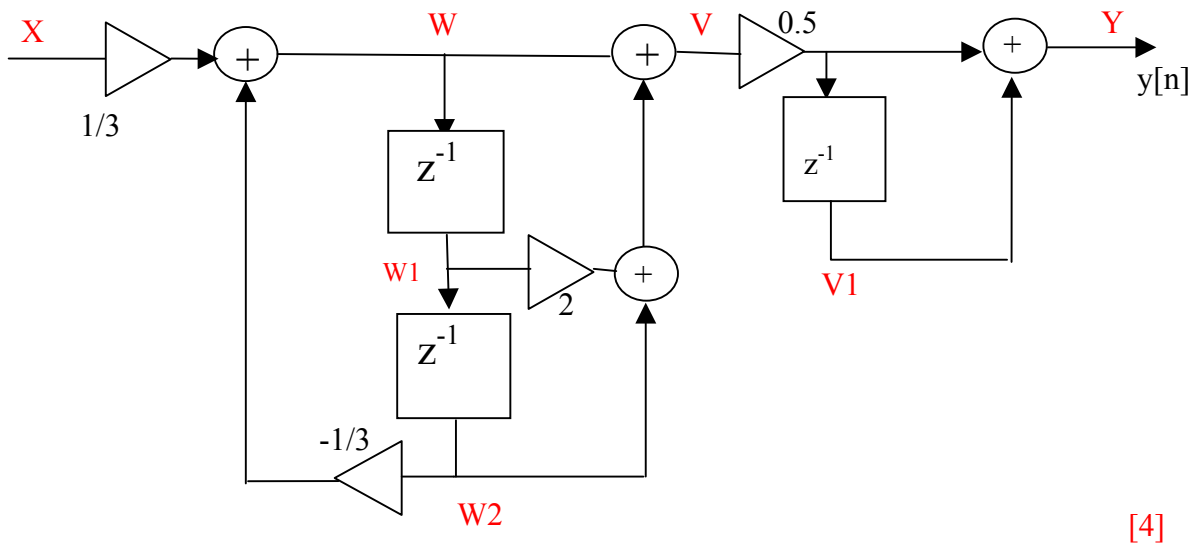 X
W
V
0.5
Y
+
+
+
y[n]
1/3
z⁻¹
z⁻¹
W1
2
+
V1
z⁻¹
-1/3
W2
[4]